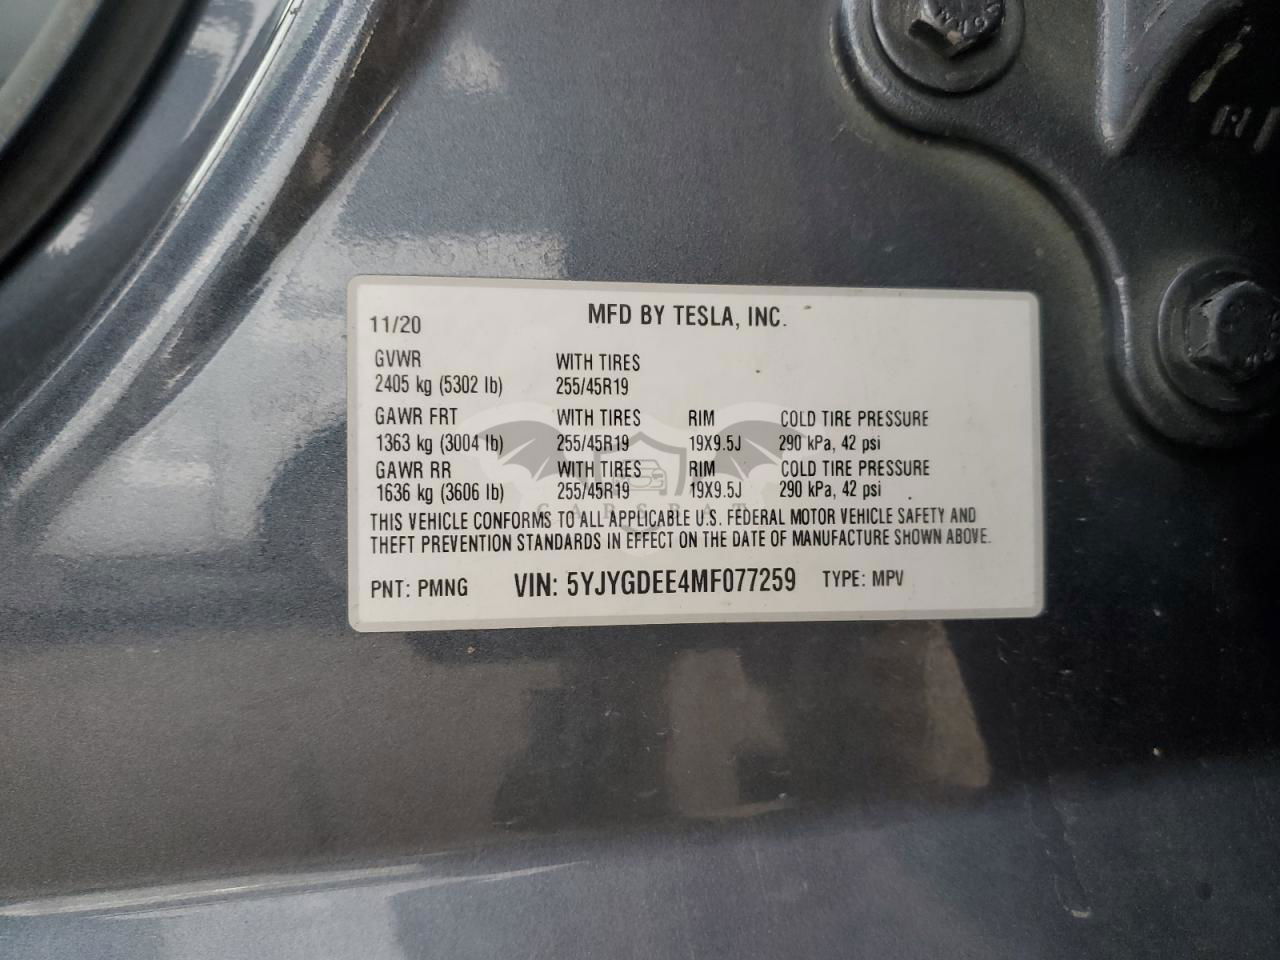 MFD BY TESLA, INC.
11/20
GVWR WITH TIRES
2405 kg (5302 lb) 255/45R19
GAWR FRT WITH TIRES RIM COLD TIRE PRESSURE
1363 kg (3004 lb) 255/45R19 19X9.5J 290 kPa, 42 psi
GAWR RR WITH TIRES RIM COLD TIRE PRESSURE
1636 kg (3606 lb) 255/45R19 19X9.5J 290 kPa, 42 psi
THIS VEHICLE CONFORMS TO ALL APPLICABLE U.S. FEDERAL MOTOR VEHICLE SAFETY AND
THEFT PREVENTION STANDARDS IN EFFECT ON THE DATE OF MANUFACTURE SHOWN ABOVE.
PNT: PMNG VIN: 5YJYGDEE4MF077259 TYPE: MPV